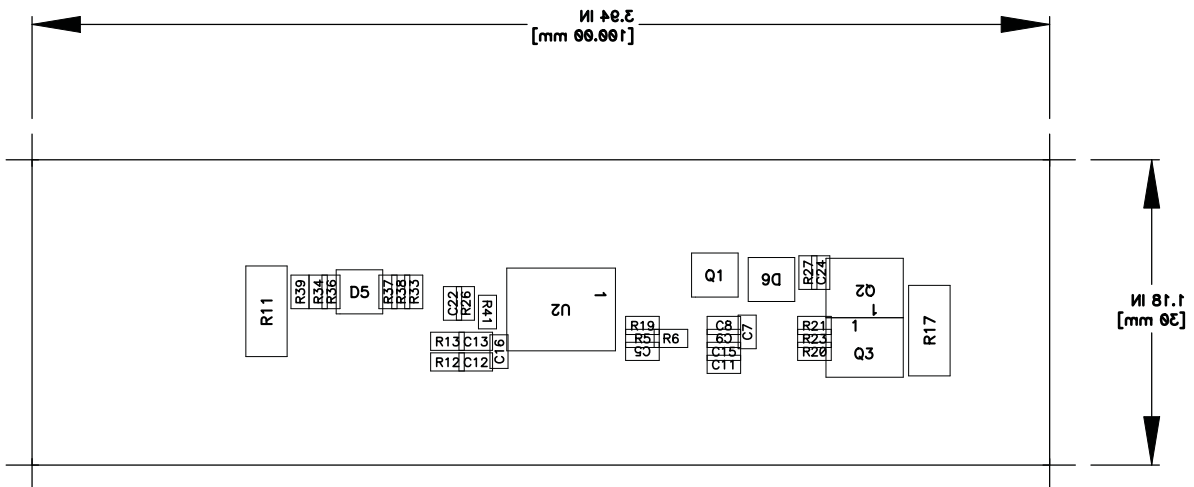 3.94 IN
[100.00 mm]
1.18 IN
[30 mm]
R11
R39
R34
R36
D5
R37
R38
R33
C22
R26
R41
R13
C13
C16
R12
C12
U2
1
R19
R5
R6
C5
Q1
D6
C8
C7
C9
C15
C11
R27
C24
Q2
1
R21
R23
R20
1
Q3
R17